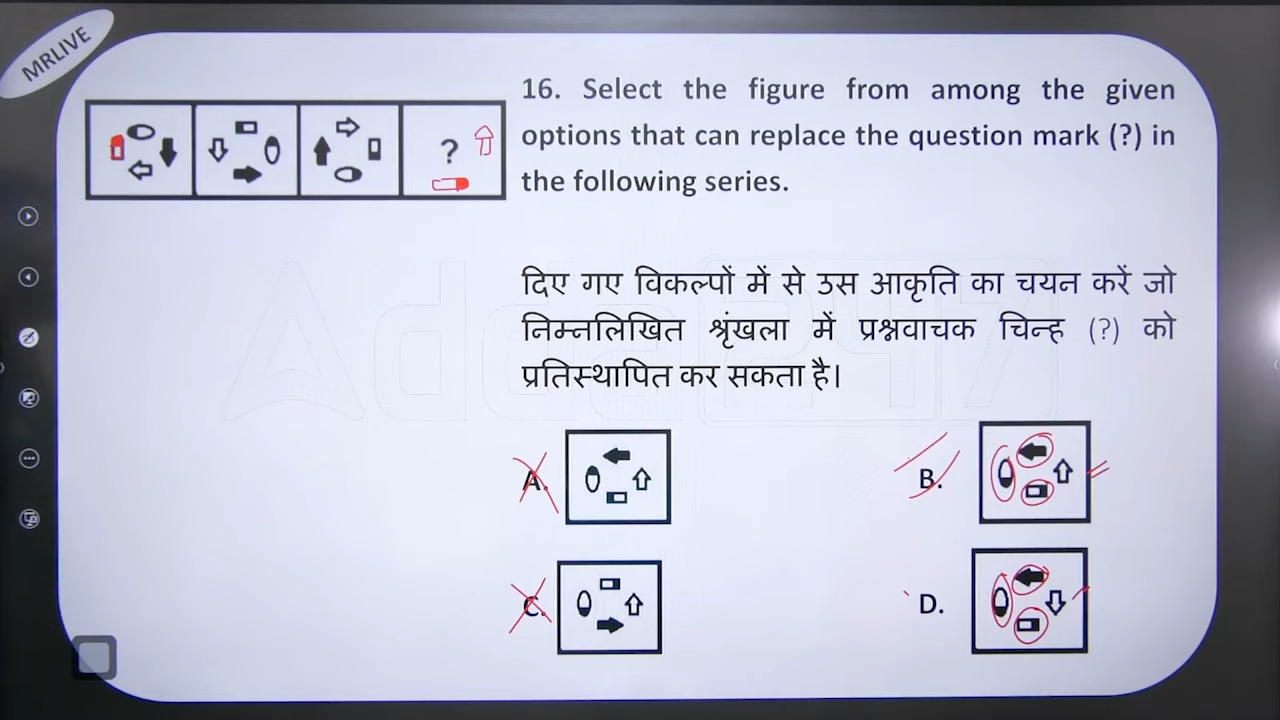 MRLIVE
16. Select the figure from among the given
options that can replace the question mark (?) in
the following series.
?
दिए गए विकल्पों में से उस आकृति का चयन करें जो
निम्नलिखित श्रृंखला में प्रश्नवाचक चिन्ह (?) को
प्रतिस्थापित कर सकता है।
Adda247
A.
B.
C.
D.